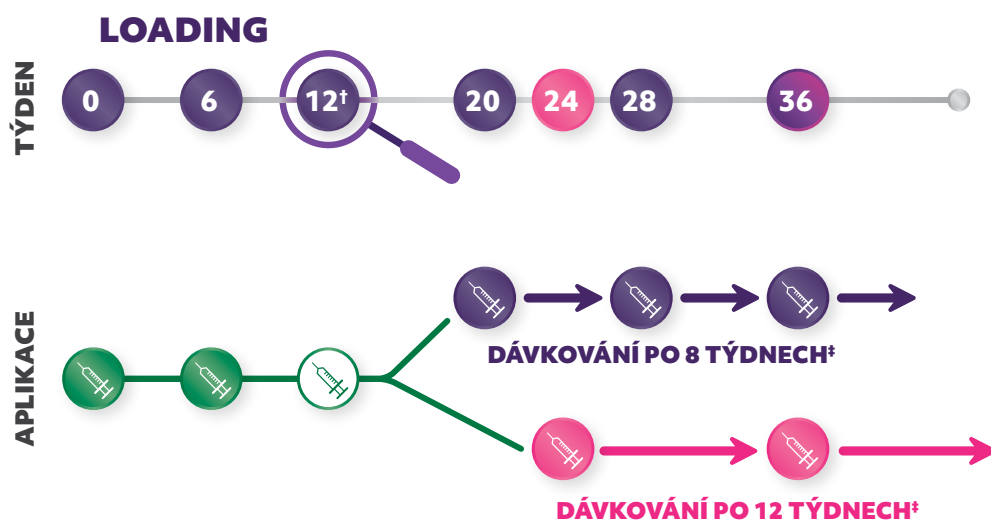 LOADING
TÝDEN
0 6 12† 20 24 28 36
APLIKACE
DÁVKOVÁNÍ PO 8 TÝDNECH‡
DÁVKOVÁNÍ PO 12 TÝDNECH‡